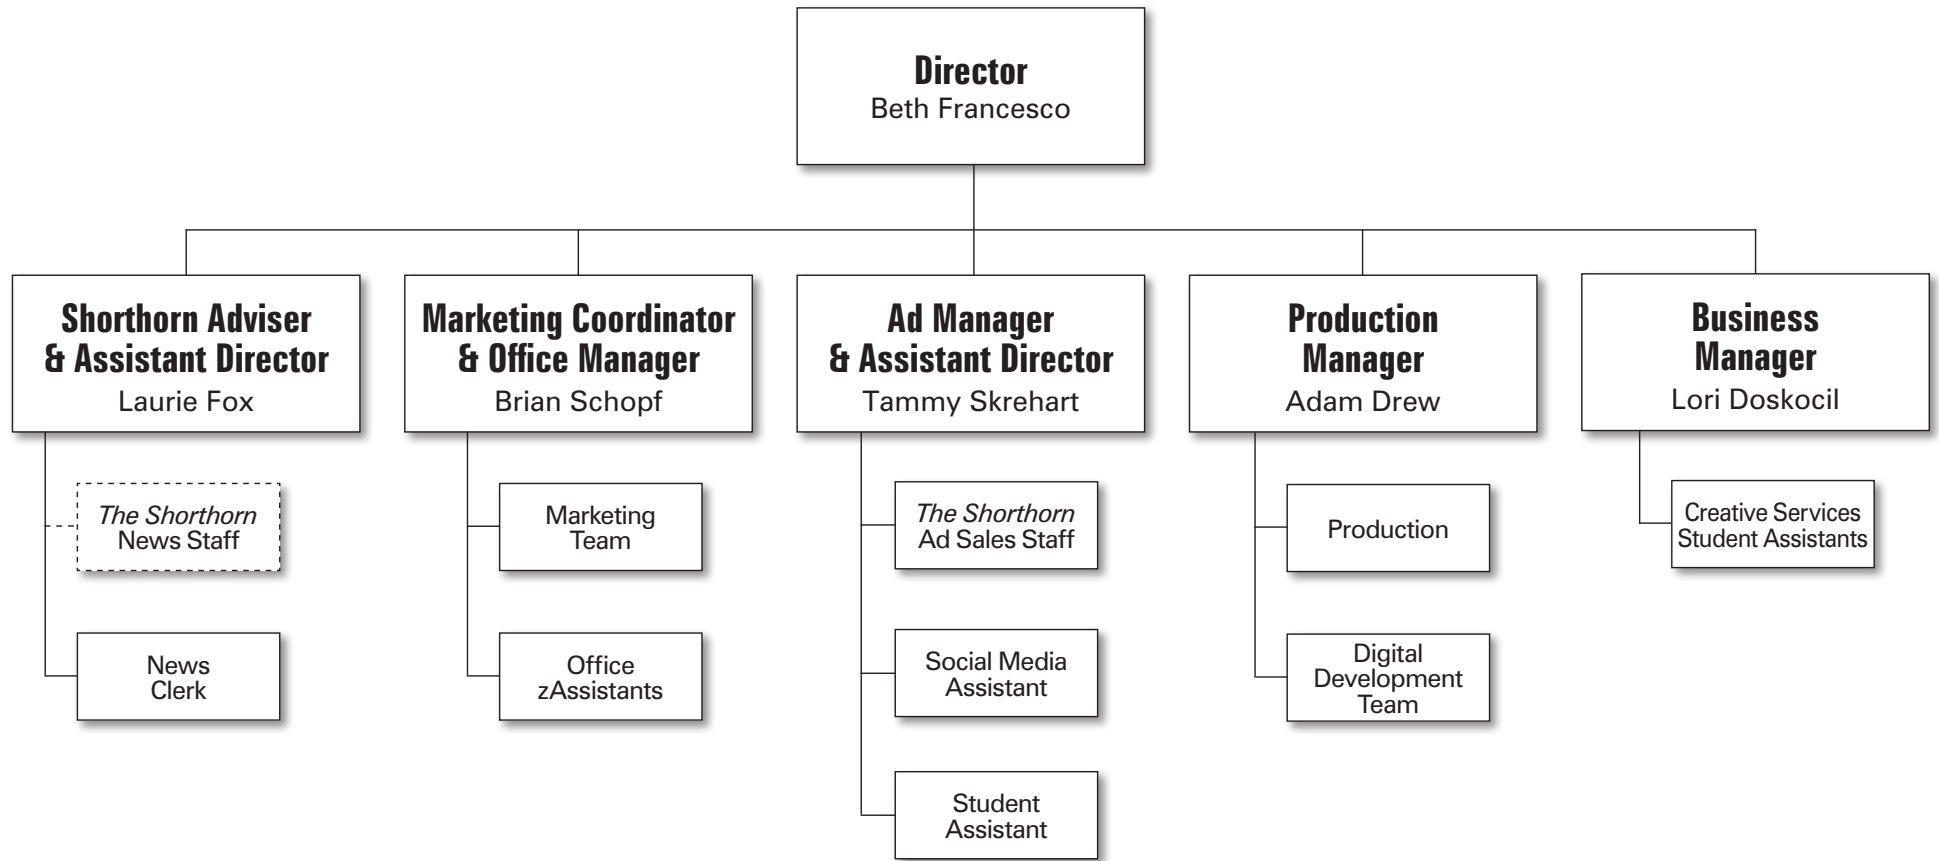 Director
Beth Francesco
Shorthorn Adviser
& Assistant Director
Laurie Fox
Marketing Coordinator
& Office Manager
Brian Schopf
Ad Manager
& Assistant Director
Tammy Skrehart
Production
Manager
Adam Drew
Business
Manager
Lori Doskocil
The Shorthorn
News Staff
News
Clerk
Marketing
Team
Office
zAssistants
The Shorthorn
Ad Sales Staff
Social Media
Assistant
Student
Assistant
Production
Digital
Development
Team
Creative Services
Student Assistants